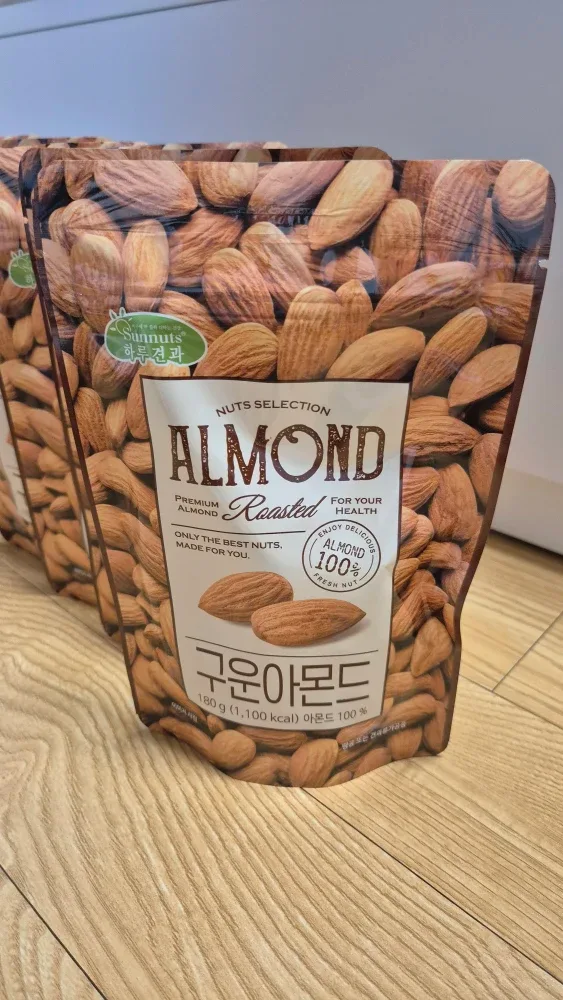 Sunnuts®
하루견과
NUTS SELECTION
ALMOND
PREMIUM
ALMOND
Roasted
FOR YOUR
HEALTH
ONLY THE BEST NUTS,
MADE FOR YOU.
ENJOY DELICIOUS
ALMOND
100%
FRESH NUT
구운아몬드
180 g (1,100 kcal) 아몬드 100 %